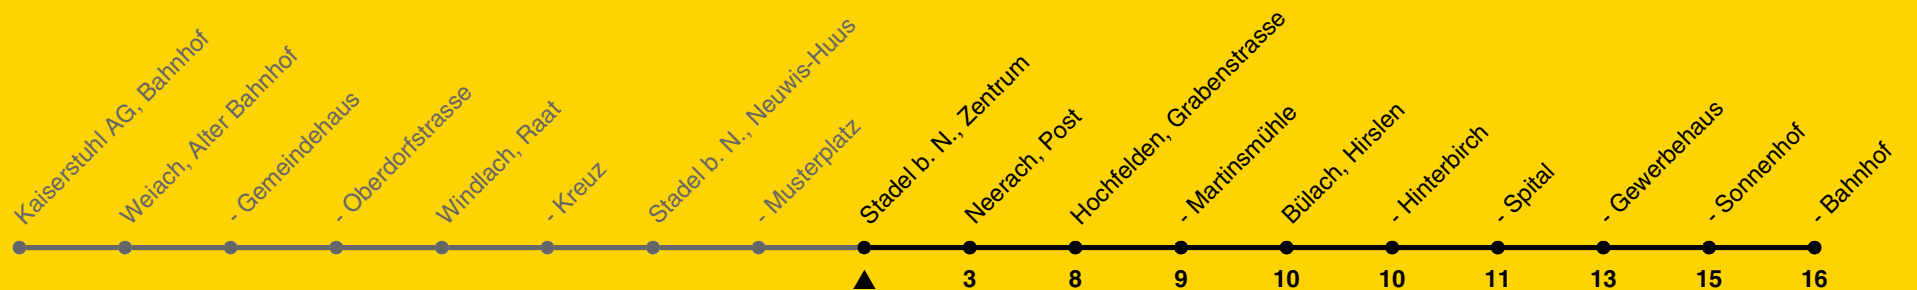 Kaiserstuhl AG, Bahnhof
Weiach, Alter Bahnhof
- Gemeindehaus
- Oberdorfstrasse
Windlach, Raat
- Kreuz
Stadel b. N., Neuwis-Huus
- Musterplatz
Stadel b. N., Zentrum
Neerach, Post
Hochfelden, Grabenstrasse
- Martinsmühle
Bülach, Hirslen
- Hinterbirch
- Spital
- Gewerbehaus
- Sonnenhof
- Bahnhof
3 8 9 10 10 11 13 15 16